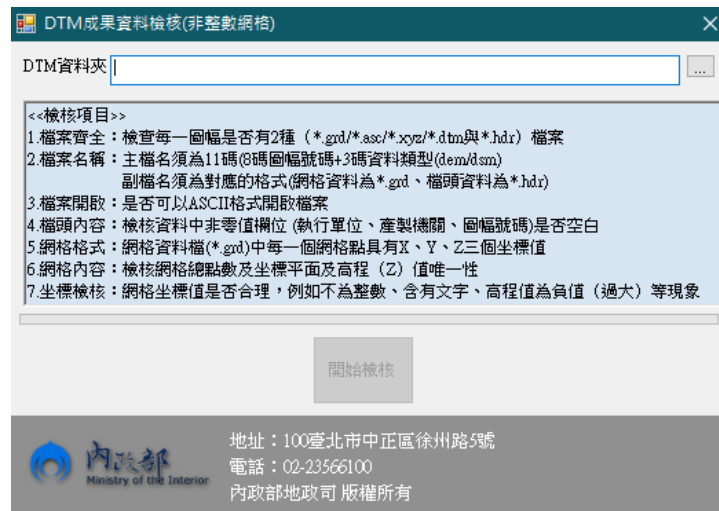 DTM成果資料檢核(非整數網格)
DTM資料夾
...
<<檢核項目>>
1.檔案齊全：檢查每一圖幅是否有2種（*.grd/*.asc/*.xyz/*.dtm與*.hdr）檔案
2.檔案名稱：主檔名須為11碼(8碼圖幅號碼+3碼資料類型(dem/dsm)
副檔名須為對應的格式(網格資料為*.grd、檔頭資料為*.hdr)
3.檔案開啟：是否可以ASCII格式開啟檔案
4.檔頭內容：檢核資料中非零值欄位 (執行單位、產製機關、圖幅號碼)是否空白
5.網格格式：網格資料檔(*.grd)中每一個網格點具有X、Y、Z三個坐標值
6.網格內容：檢核網格總點數及坐標平面及高程（Z）值唯一性
7.坐標檢核：網格坐標值是否合理，例如不為整數、含有文字、高程值為負值（過大）等現象
開始檢核
內政部
Ministry of the Interior
地址：100臺北市中正區徐州路5號
電話：02-23566100
內政部地政司 版權所有